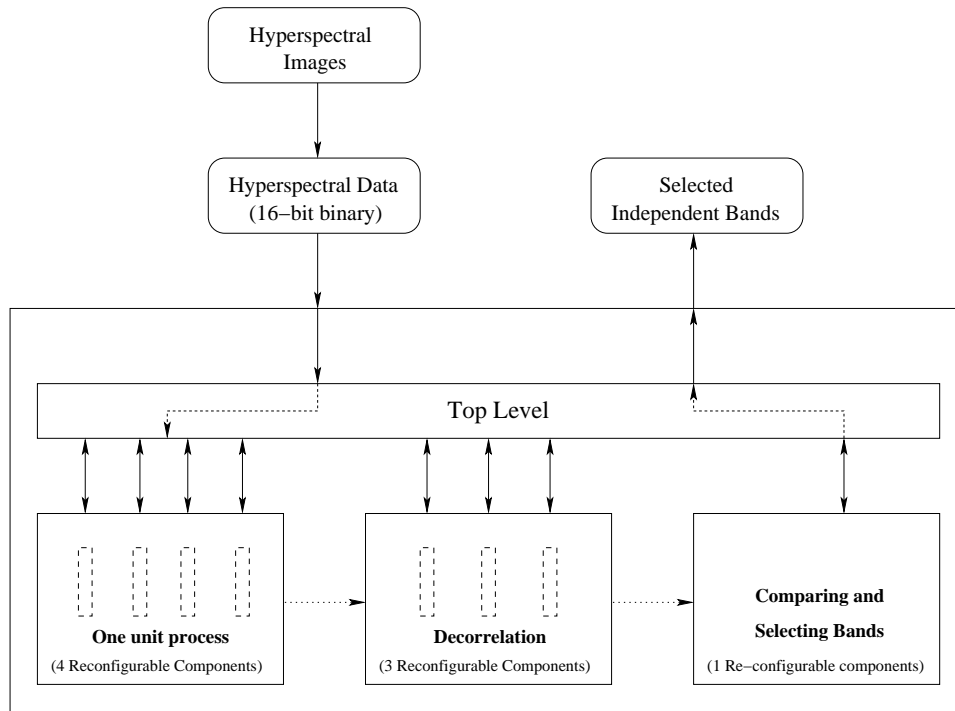 Hyperspectral
Images
Hyperspectral Data
(16−bit binary)
Selected
Independent Bands
Top Level
One unit process
(4 Reconfigurable Components)
Decorrelation
(3 Reconfigurable Components)
Comparing and
Selecting Bands
(1 Re−configurable components)